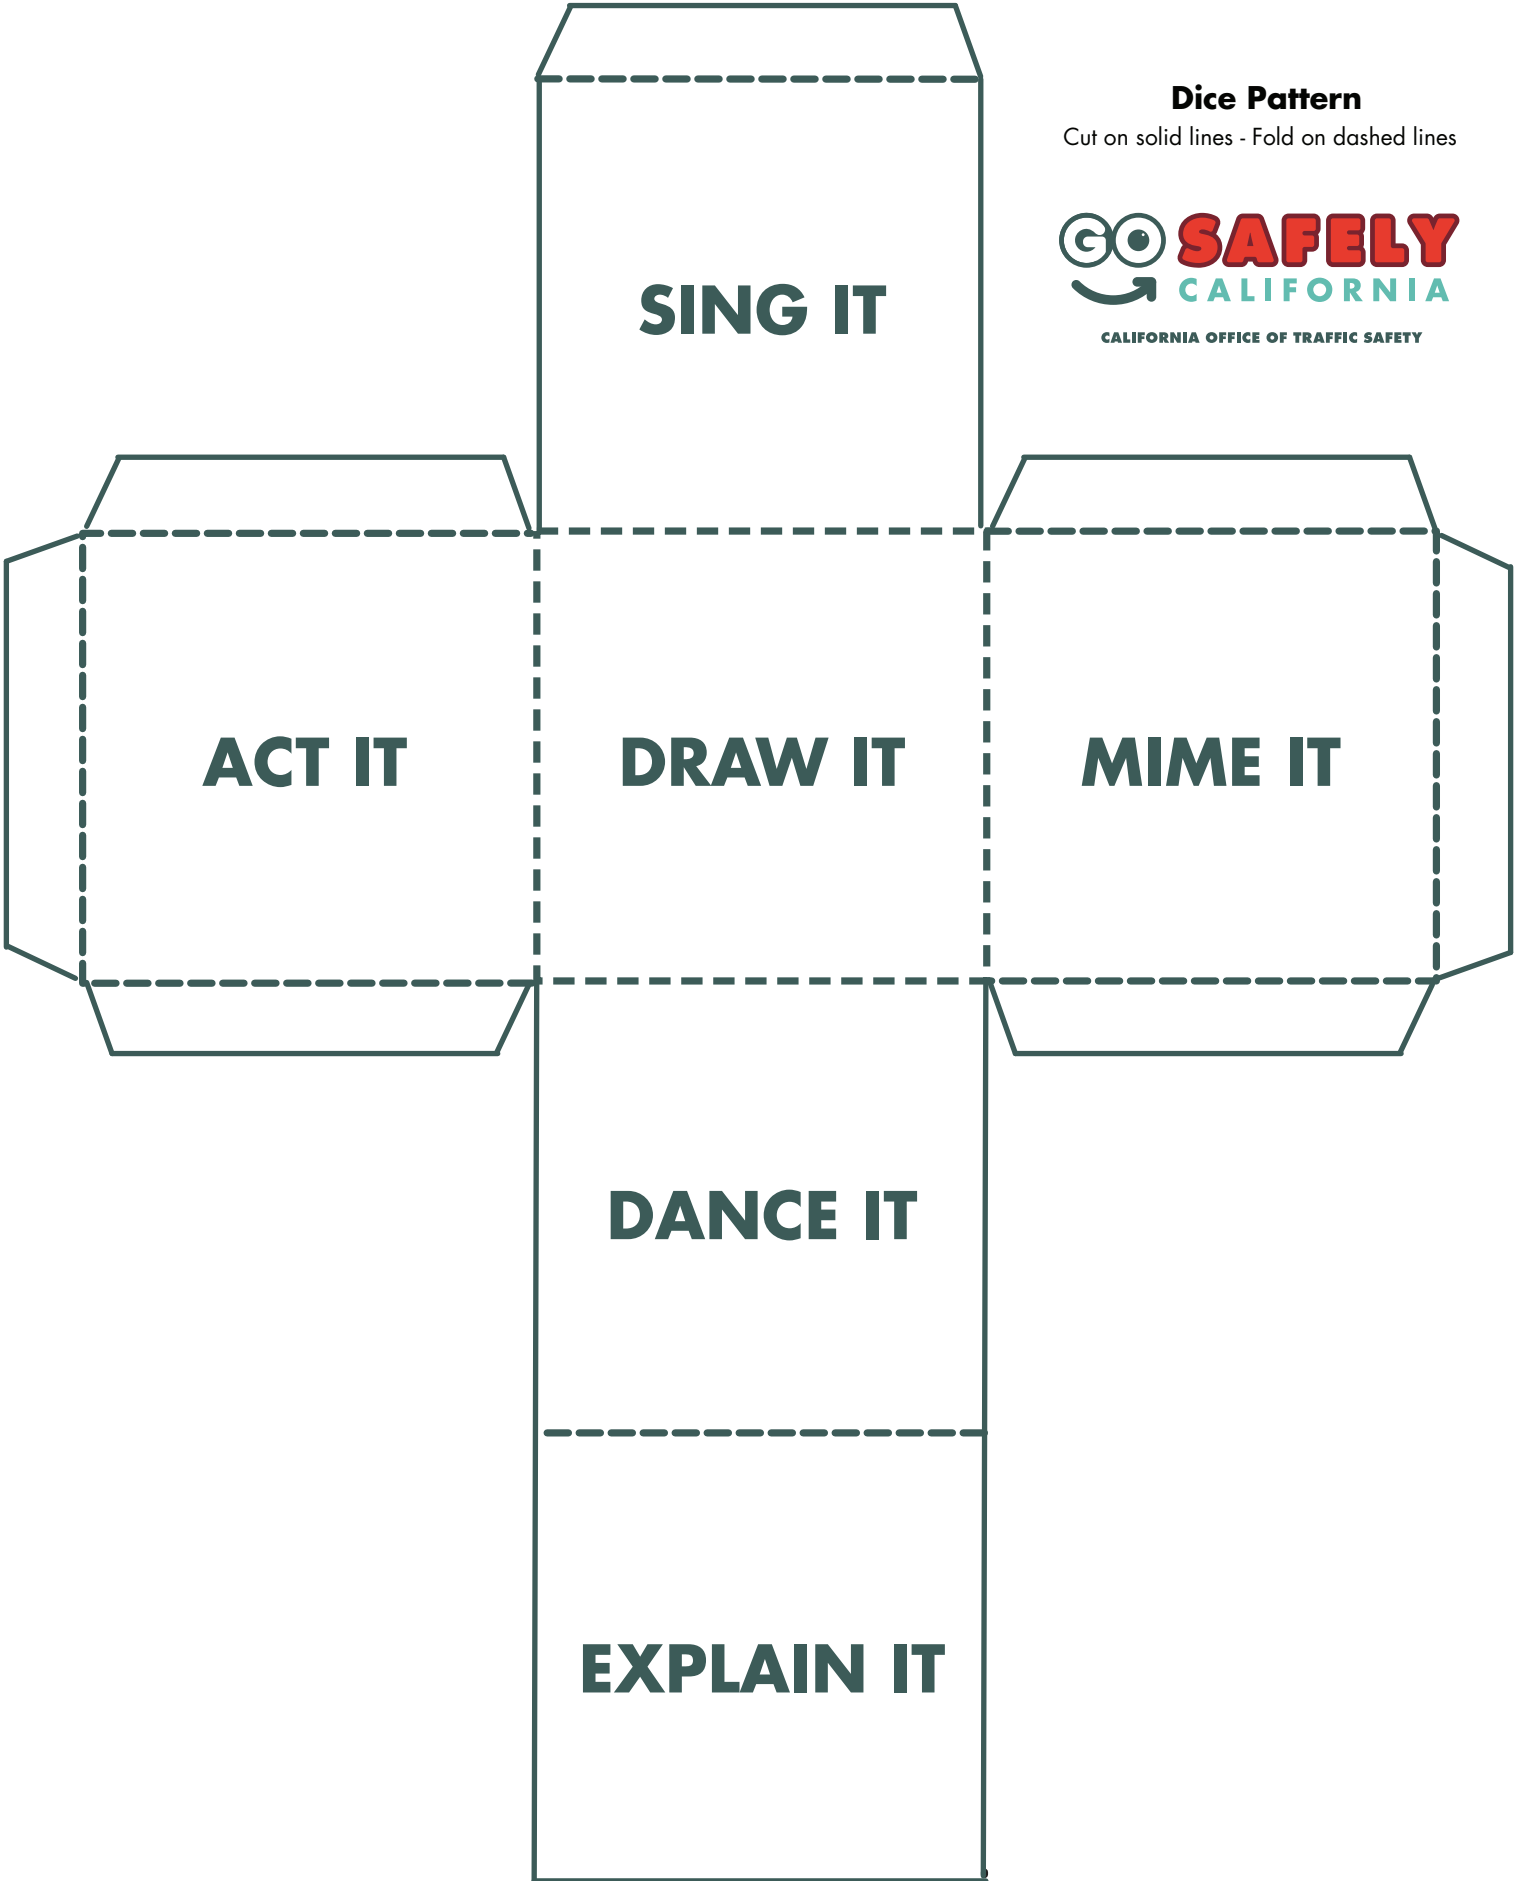 Dice Pattern
Cut on solid lines - Fold on dashed lines
GO SAFELY
CALIFORNIA
CALIFORNIA OFFICE OF TRAFFIC SAFETY
SING IT
ACT IT
DRAW IT
MIME IT
DANCE IT
EXPLAIN IT